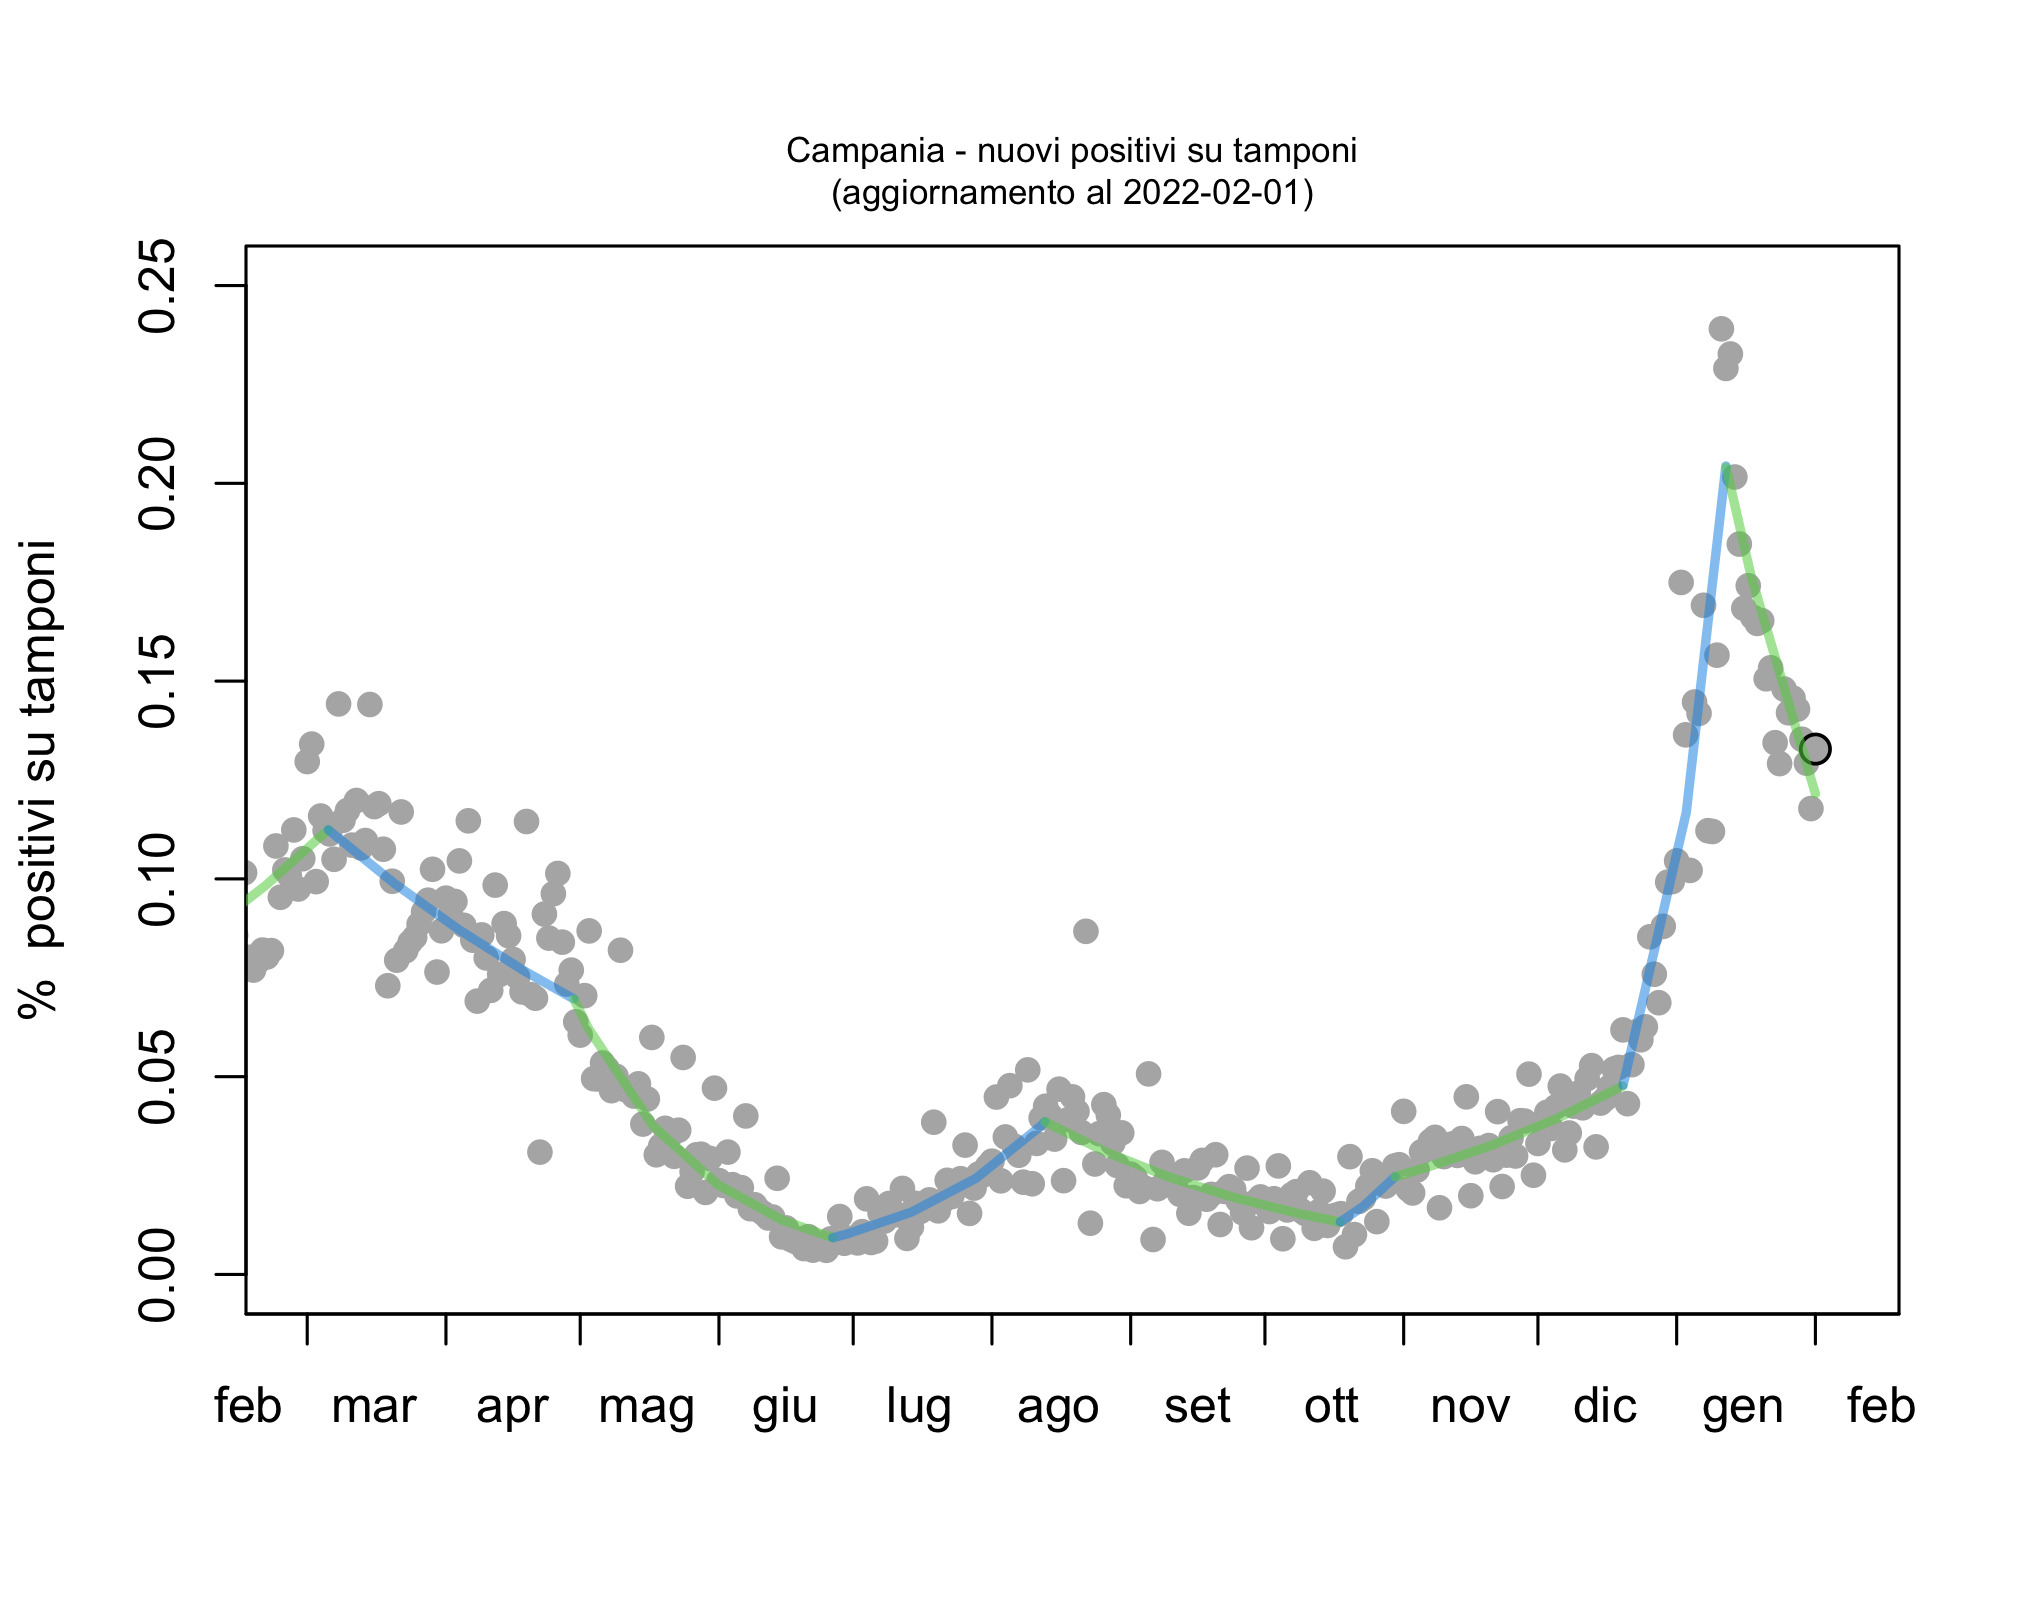 Campania - nuovi positivi su tamponi
(aggiornamento al 2022-02-01)
% positivi su tamponi
0.25
0.20
0.15
0.10
0.05
0.00
feb mar apr mag giu lug ago set ott nov dic gen feb